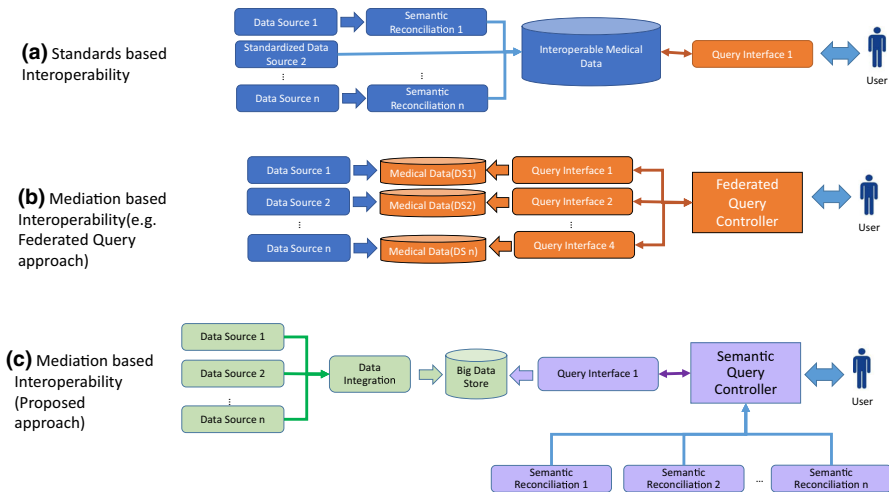 (a) Standards based
Interoperability
Data Source 1
Semantic
Reconciliation 1
Standardized Data
Source 2
...
...
Data Source n
Semantic
Reconciliation n
Interoperable Medical
Data
Query Interface 1
User
(b) Mediation based
Interoperability(e.g.
Federated Query
approach)
Data Source 1
Medical Data(DS1)
Query Interface 1
Data Source 2
Medical Data(DS2)
Query Interface 2
...
...
Data Source n
Medical Data(DS n)
Query Interface 4
Federated
Query
Controller
User
(c) Mediation based
Interoperability
(Proposed
approach)
Data Source 1
Data Source 2
...
Data Source n
Data
Integration
Big Data
Store
Query Interface 1
Semantic
Query
Controller
User
Semantic
Reconciliation 1
Semantic
Reconciliation 2
...
Semantic
Reconciliation n